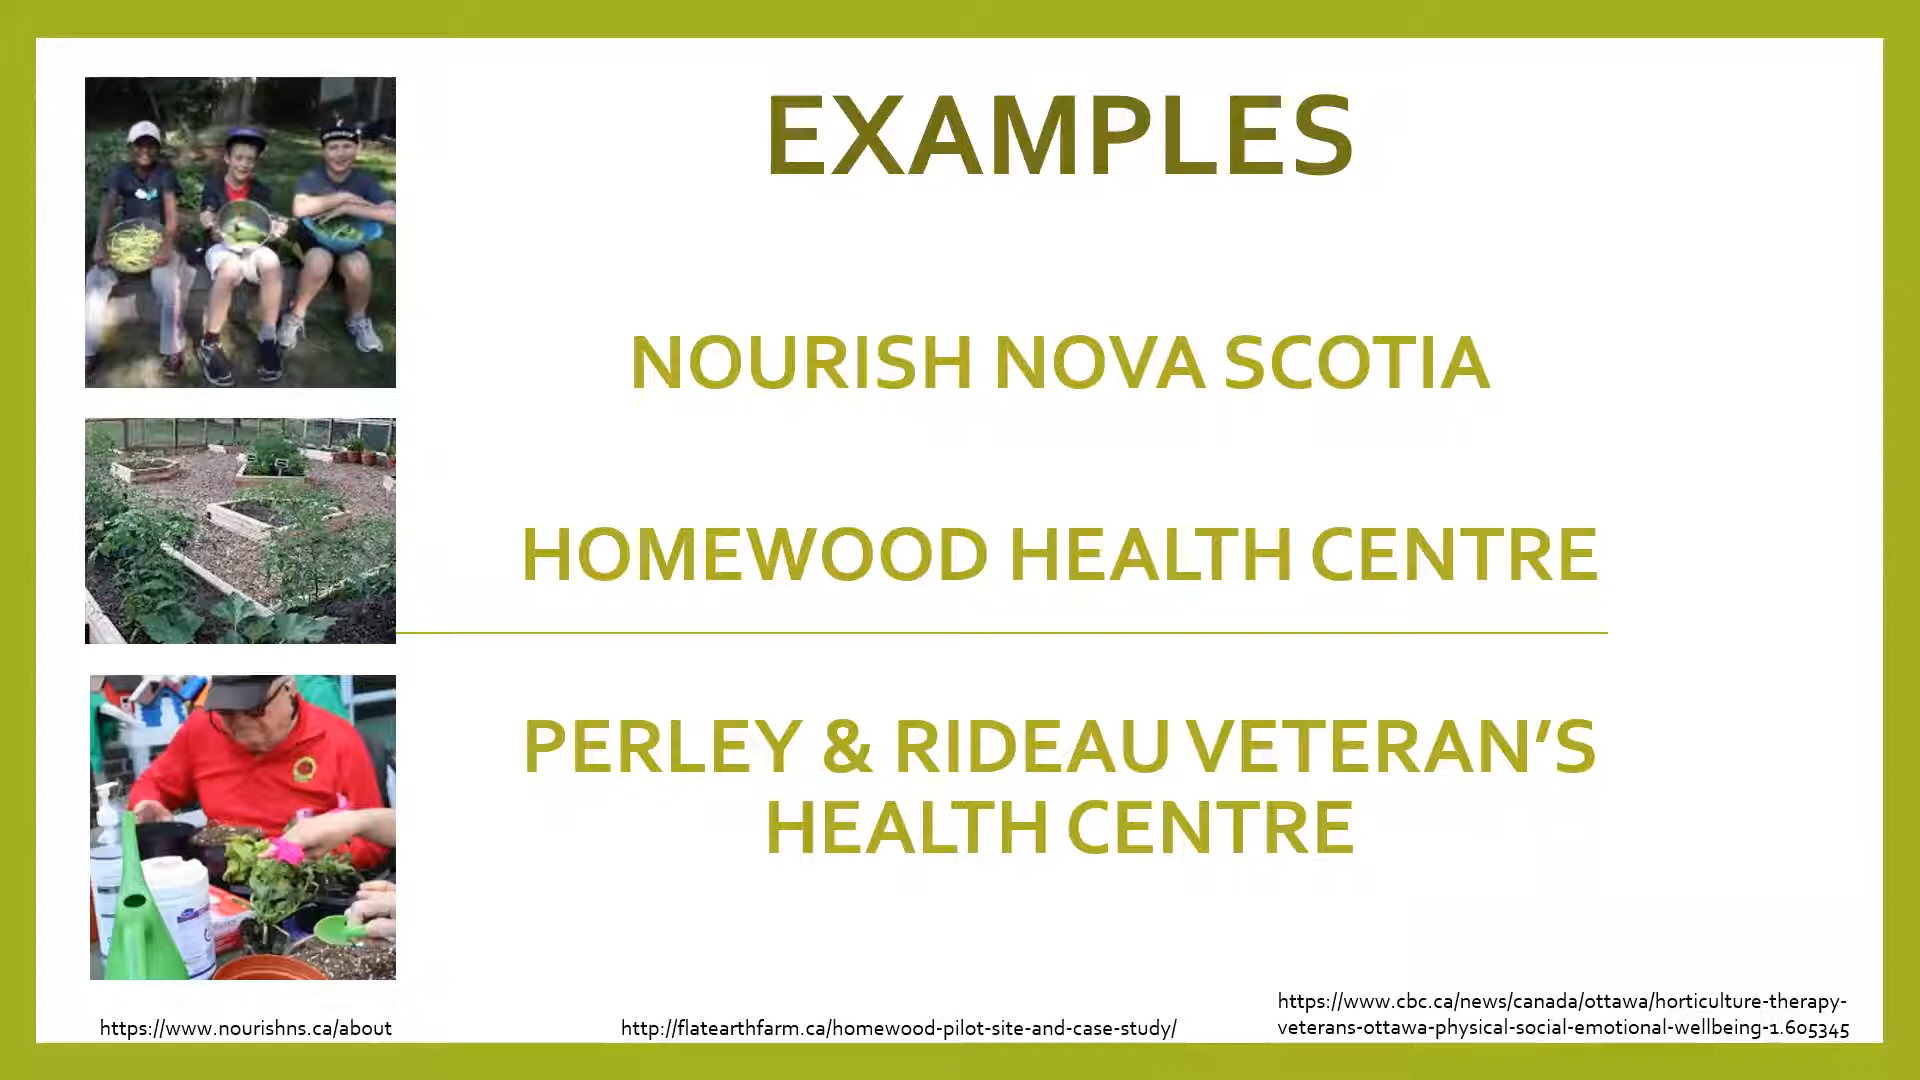 EXAMPLES
NOURISH NOVA SCOTIA
HOMEWOOD HEALTH CENTRE
PERLEY & RIDEAU VETERAN’S
HEALTH CENTRE
https://www.nourishns.ca/about
http://flatearthfarm.ca/homewood-pilot-site-and-case-study/
https://www.cbc.ca/news/canada/ottawa/horticulture-therapy-
veterans-ottawa-physical-social-emotional-wellbeing-1.605345